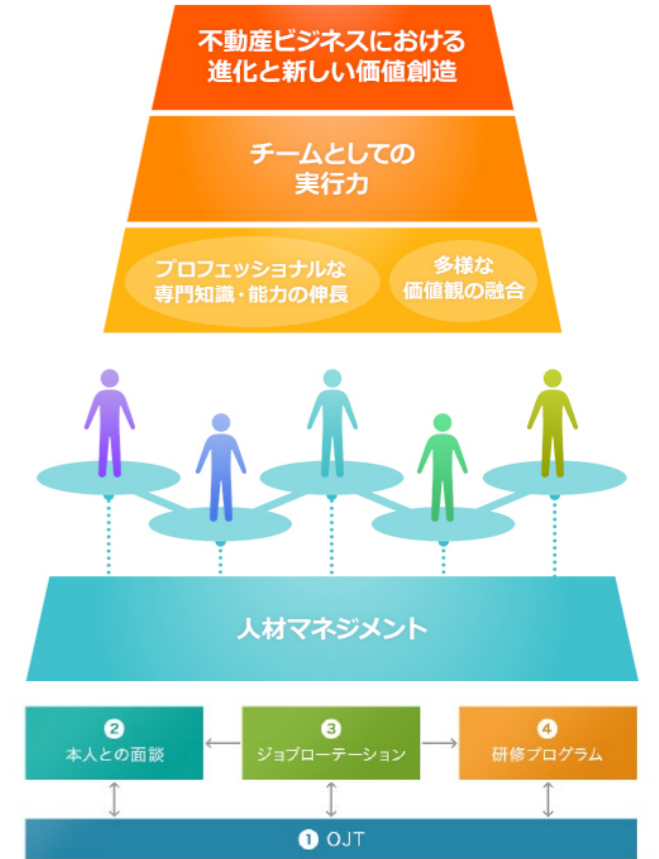 不動産ビジネスにおける
進化と新しい価値創造
チームとしての
実行力
プロフェッショナルな
専門知識・能力の伸長
多様な
価値観の融合
人材マネジメント
2
本人との面談
3
ジョブローテーション
4
研修プログラム
1 OJT